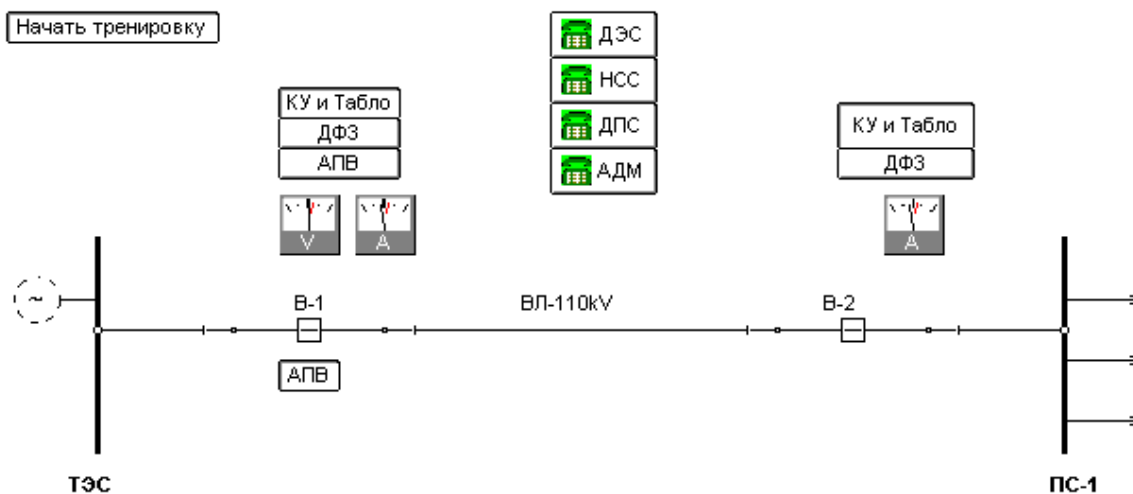 Начать тренировку
ДЭС
НСС
ДПС
АДМ
КУ и Табло
ДФЗ
АПВ
КУ и Табло
ДФЗ
V
A
A
~
В-1
ВЛ-110kV
В-2
АПВ
ТЭС
ПС-1